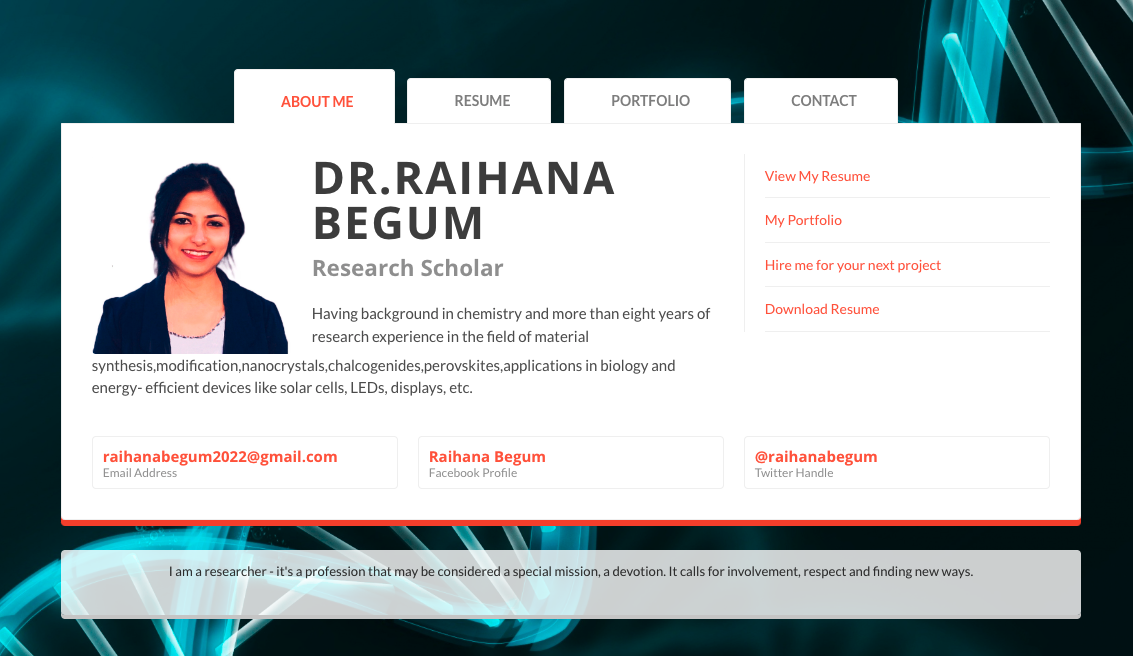 ABOUT ME
RESUME
PORTFOLIO
CONTACT
DR.RAIHANA
BEGUM
Research Scholar
Having background in chemistry and more than eight years of
research experience in the field of material
synthesis,modification,nanocrystals,chalcogenides,perovskites,applications in biology and
energy- efficient devices like solar cells, LEDs, displays, etc.
View My Resume
My Portfolio
Hire me for your next project
Download Resume
raihanabegum2022@gmail.com
Email Address
Raihana Begum
Facebook Profile
@raihanabegum
Twitter Handle
I am a researcher - it's a profession that may be considered a special mission, a devotion. It calls for involvement, respect and finding new ways.